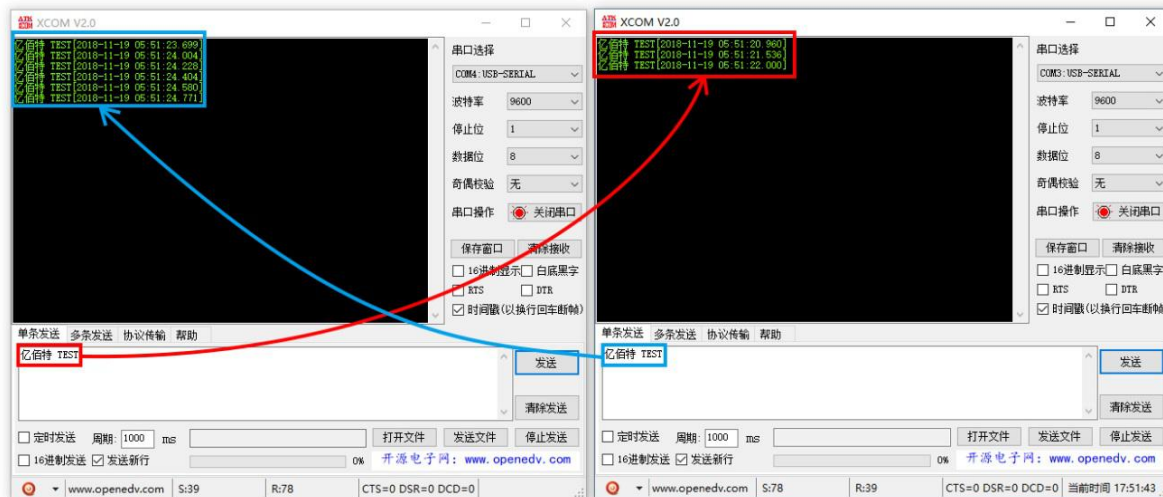 ATK XCOM XCOM V2.0
亿佰特 TEST[2018-11-19 05:51:23.699]
亿佰特 TEST[2018-11-19 05:51:24.004]
亿佰特 TEST[2018-11-19 05:51:24.228]
亿佰特 TEST[2018-11-19 05:51:24.404]
亿佰特 TEST[2018-11-19 05:51:24.580]
亿佰特 TEST[2018-11-19 05:51:24.771]
串口选择
COM4:USB-SERIAL
波特率 9600
停止位 1
数据位 8
奇偶校验 无
串口操作 关闭串口
保存窗口 清除接收
16进制显示 白底黑字
RTS DTR
时间戳(以换行回车断帧)
单条发送 多条发送 协议传输 帮助
亿佰特 TEST
发送
清除发送
定时发送 周期: 1000 ms 打开文件 发送文件 停止发送
16进制发送 发送新行 0% 开源电子网：www.openedv.com
www.openedv.com S:39 R:78 CTS=0 DSR=0 DCD=0
ATK XCOM XCOM V2.0
亿佰特 TEST[2018-11-19 05:51:20.960]
亿佰特 TEST[2018-11-19 05:51:21.536]
亿佰特 TEST[2018-11-19 05:51:22.000]
串口选择
COM3:USB-SERIAL
波特率 9600
停止位 1
数据位 8
奇偶校验 无
串口操作 关闭串口
保存窗口 清除接收
16进制显示 白底黑字
RTS DTR
时间戳(以换行回车断帧
单条发送 多条发送 协议传输 帮助
亿佰特 TEST
发送
清除发送
定时发送 周期: 1000 ms 打开文件 发送文件 停止发送
16进制发送 发送新行 0% 开源电子网：www.openedv.com
www.openedv.com S:78 R:39 CTS=0 DSR=0 DCD=0 当前时间 17:51:43